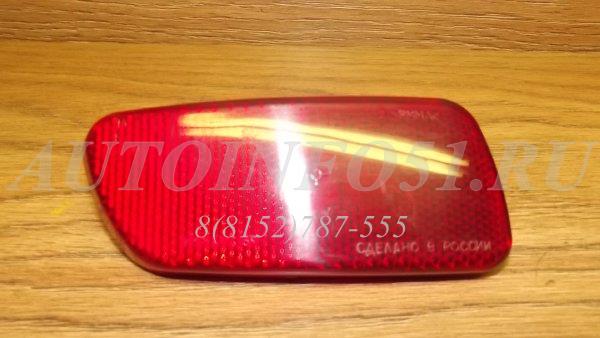 AUTOINFO51.RU
8(8152)787-555
СДЕЛАНО В РОССИИ